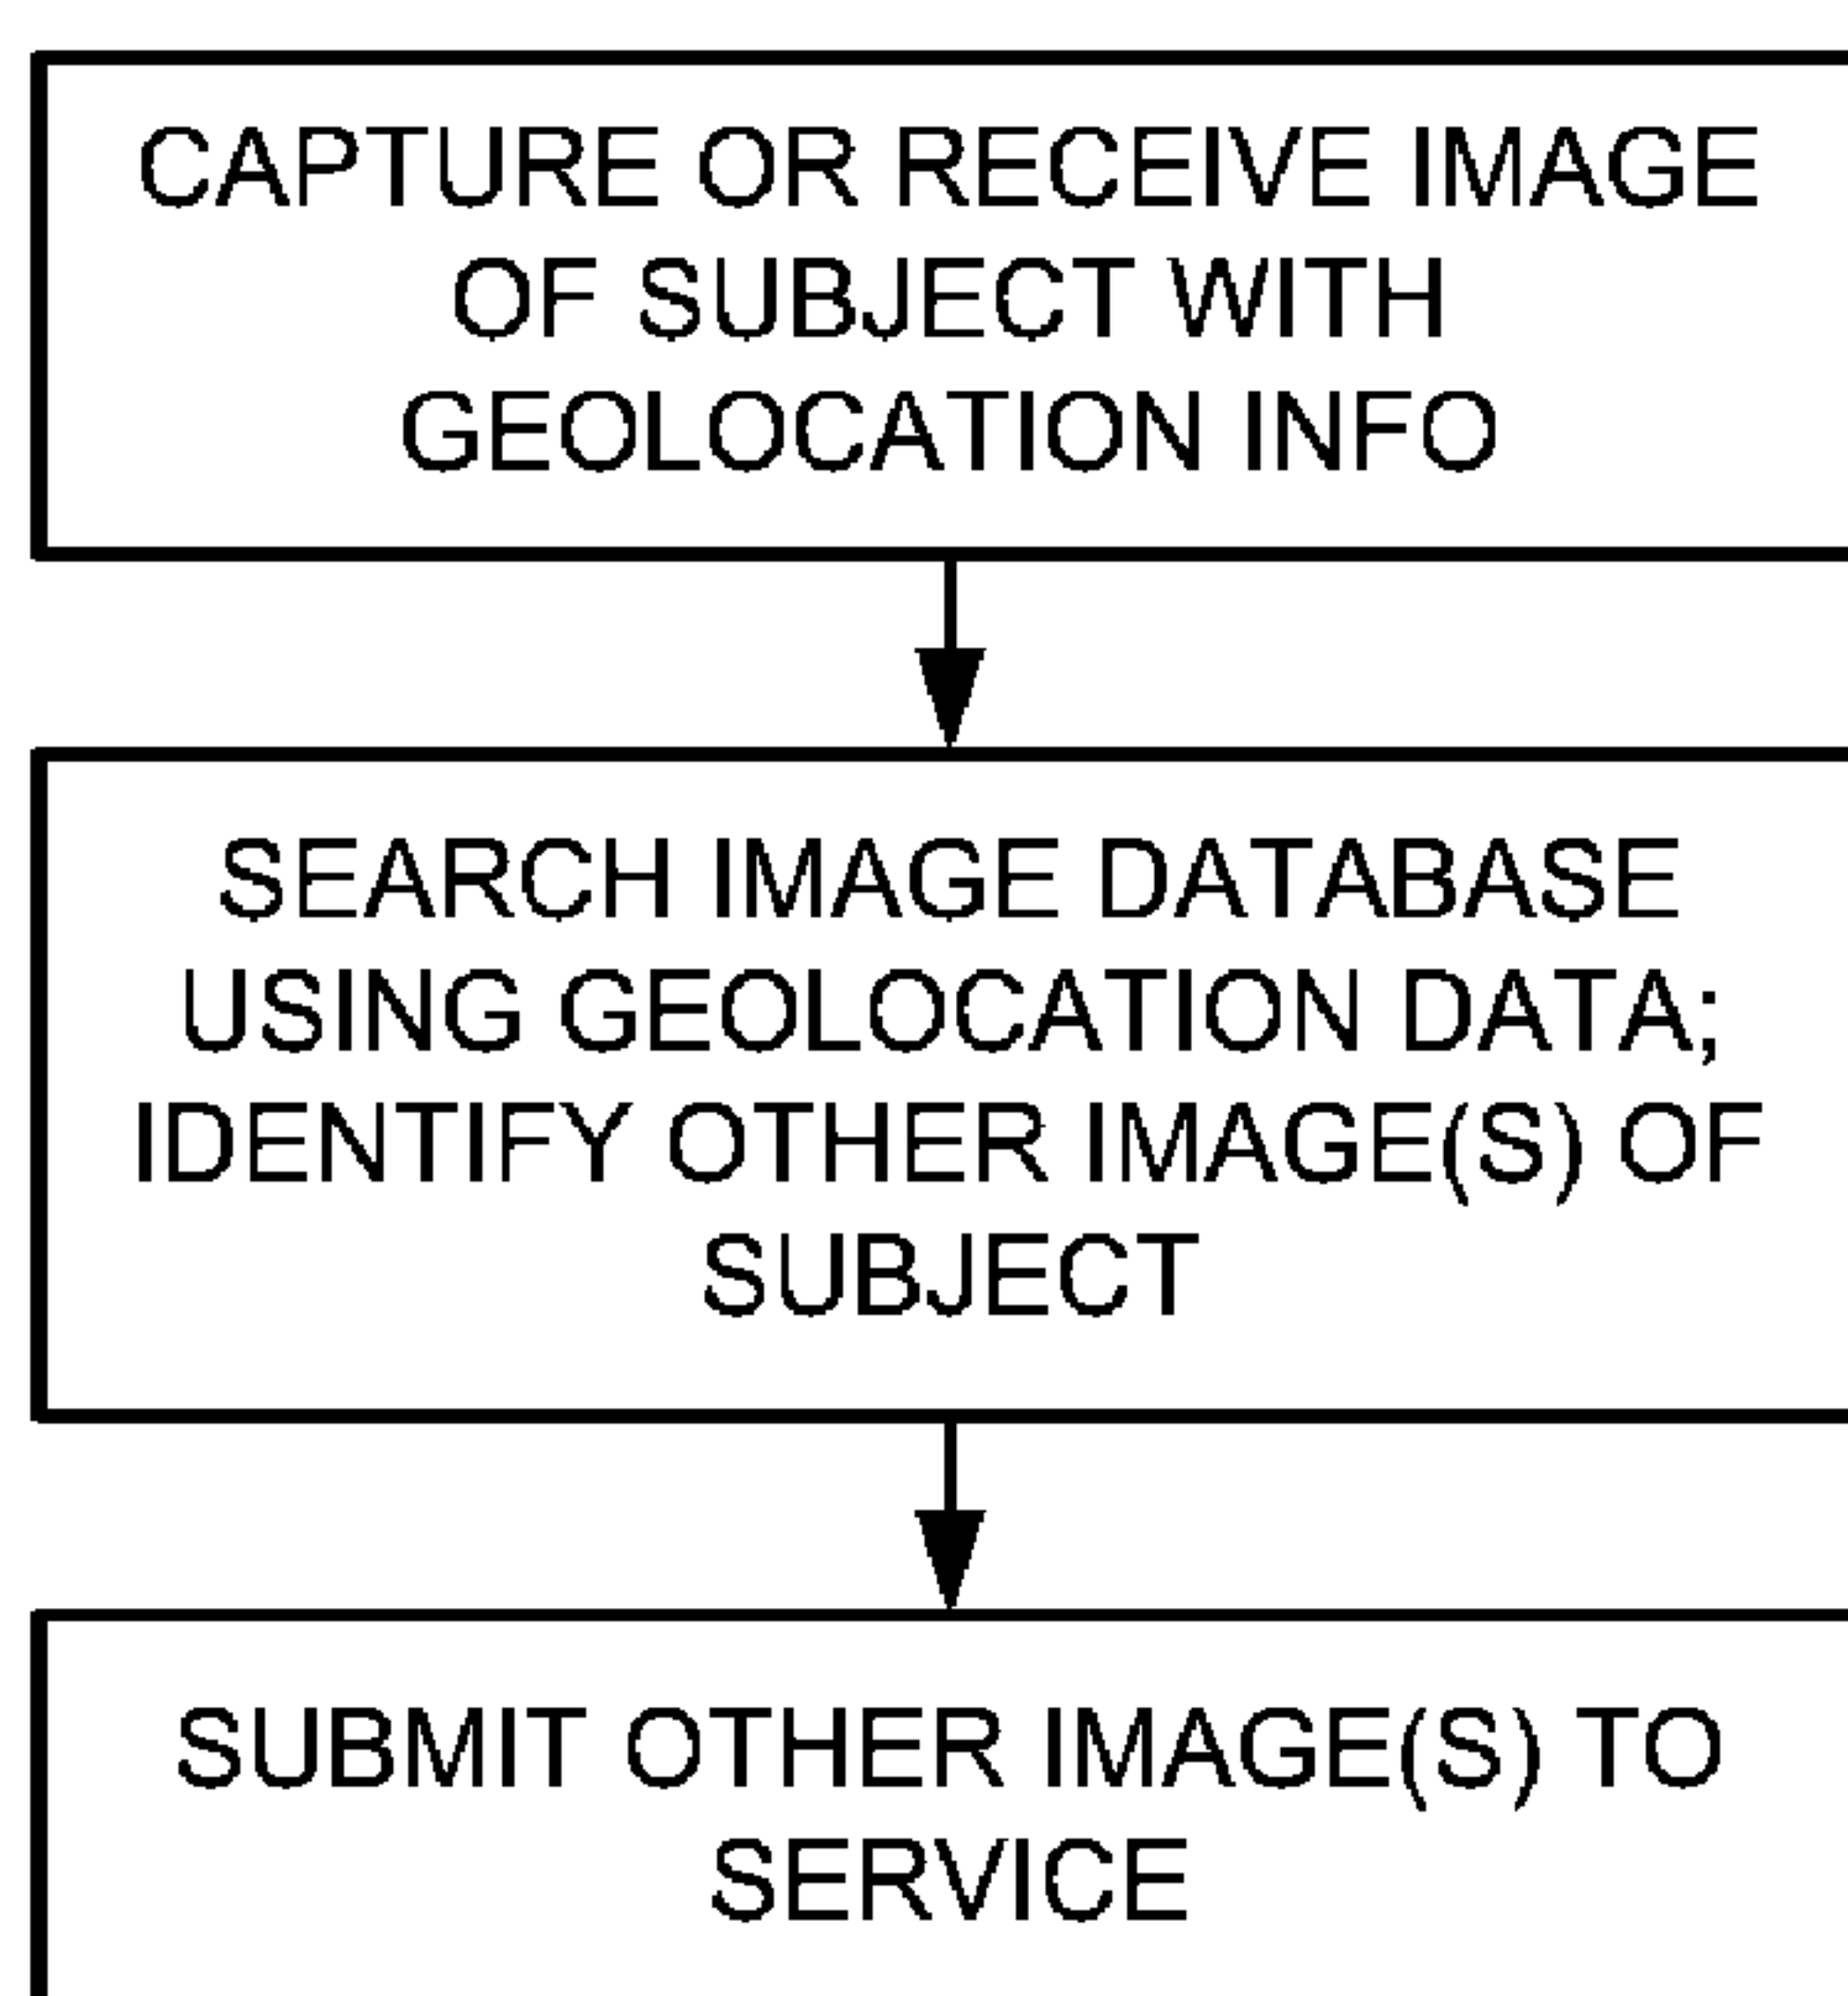 CAPTURE OR RECEIVE IMAGE
OF SUBJECT WITH
GEOLOCATION INFO
SEARCH IMAGE DATABASE
USING GEOLOCATION DATA;
IDENTIFY OTHER IMAGE(S) OF
SUBJECT
SUBMIT OTHER IMAGE(S) TO
SERVICE